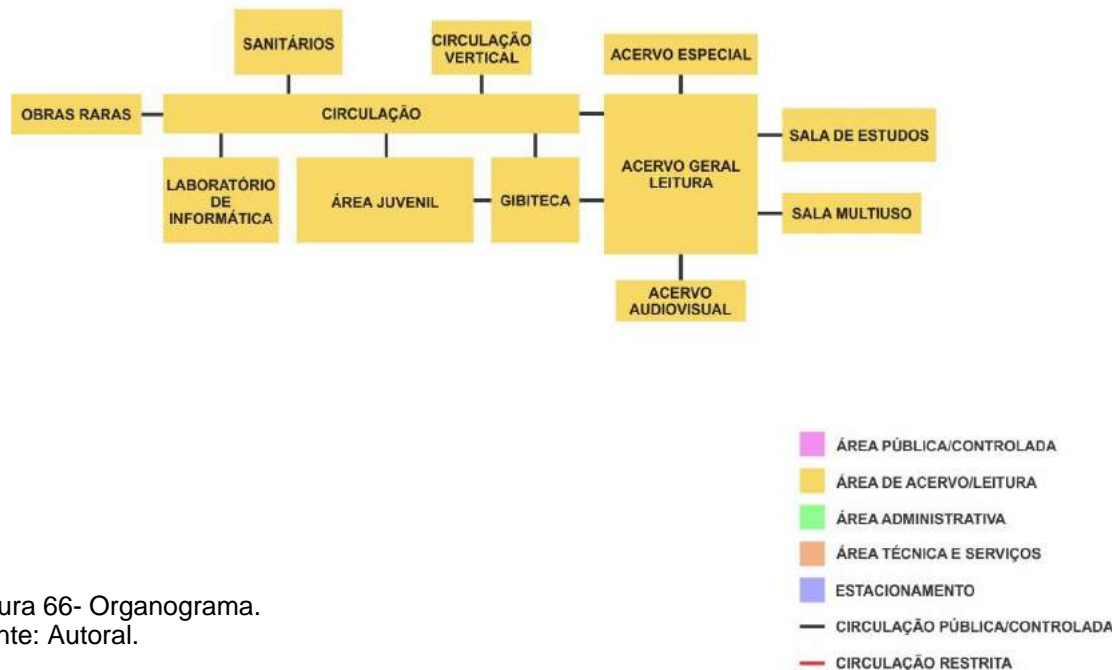 SANITÁRIOS
CIRCULAÇÃO
VERTICAL
ACERVO ESPECIAL
OBRAS RARAS
CIRCULAÇÃO
SALA DE ESTUDOS
LABORATÓRIO
DE
INFORMÁTICA
ÁREA JUVENIL
GIBITECA
ACERVO GERAL
LEITURA
SALA MULTIUSO
ACERVO
AUDIOVISUAL
ÁREA PÚBLICA/CONTROLADA
ÁREA DE ACERVO/LEITURA
ÁREA ADMINISTRATIVA
ÁREA TÉCNICA E SERVIÇOS
ESTACIONAMENTO
CIRCULAÇÃO PÚBLICA/CONTROLADA
CIRCULAÇÃO RESTRITA
ura 66- Organograma.
nte: Autoral.